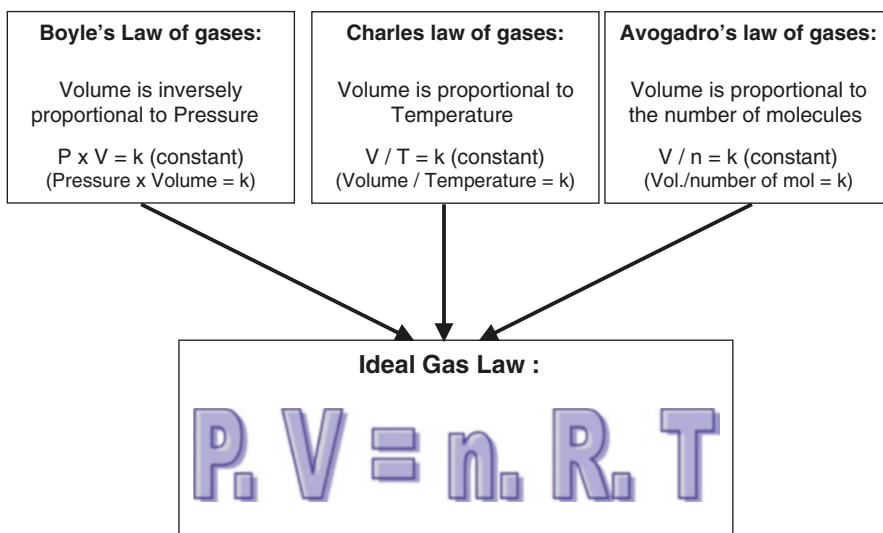 Boyle's Law of gases:
Volume is inversely
proportional to Pressure
P x V = k (constant)
(Pressure x Volume = k)
Charles law of gases:
Volume is proportional to
Temperature
V / T = k (constant)
(Volume / Temperature = k)
Avogadro's law of gases:
Volume is proportional to
the number of molecules
V / n = k (constant)
(Vol./number of mol = k)
Ideal Gas Law :
P. V = n. R. T